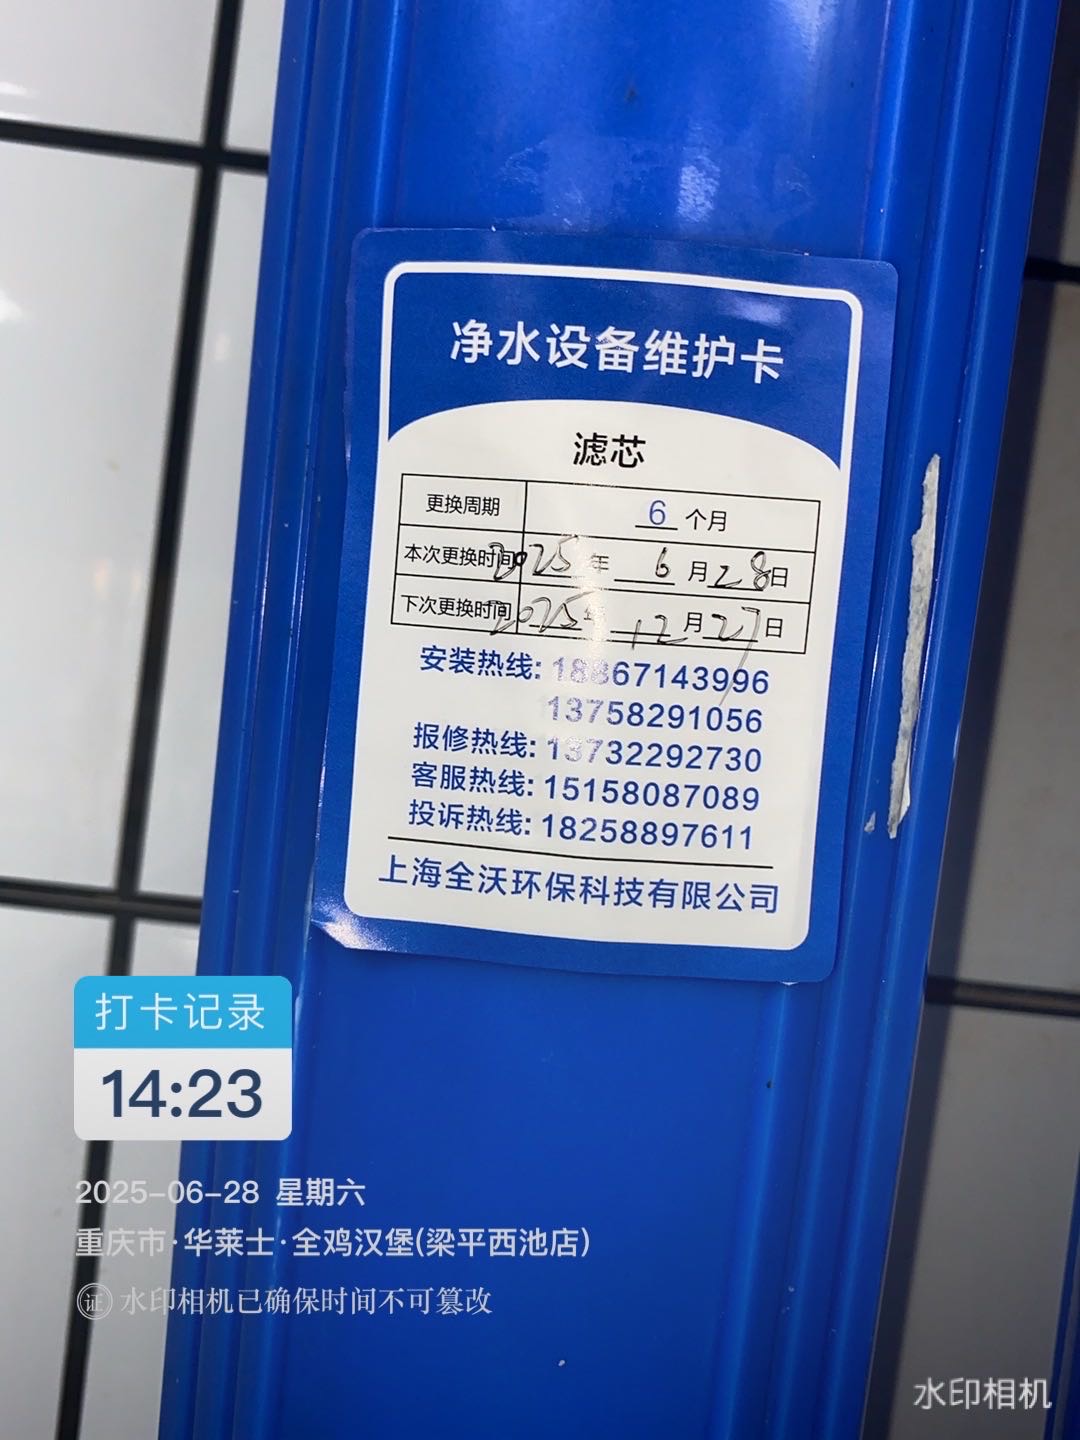 净水设备维护卡
滤芯
更换周期 6 个月
本次更换时间 2025 年 6 月 28 日
下次更换时间 2025 年 12 月 27 日
安装热线: 18867143996
13758291056
报修热线: 13732292730
客服热线: 15158087089
投诉热线: 18258897611
上海全沃环保科技有限公司
打卡记录
14:23
2025-06-28 星期六
重庆市·华莱士·全鸡汉堡(梁平西池店)
证 水印相机已确保时间不可篡改
水印相机